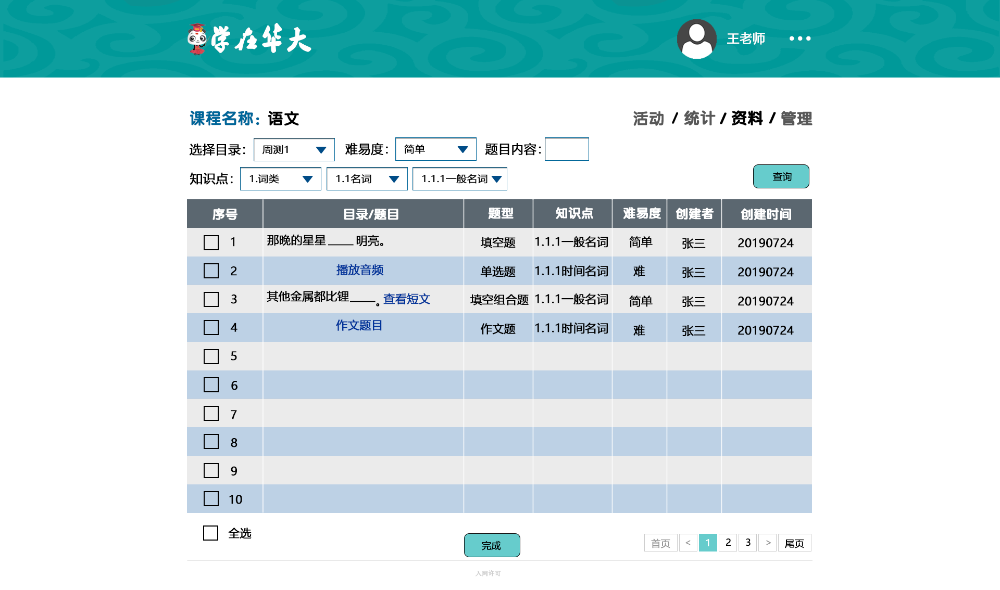 学在华大
王老师
课程名称：语文
活动 / 统计 / 资料 / 管理
选择目录： 周测1 难易度： 简单 题目内容：
知识点： 1.词类 1.1名词 1.1.1一般名词 查询
序号 目录/题目 题型 知识点 难易度 创建者 创建时间
1 那晚的星星____明亮。 填空题 1.1.1一般名词 简单 张三 20190724
2 播放音频 单选题 1.1.1时间名词 难 张三 20190724
3 其他金属都比锂____。查看短文 填空组合题 1.1.1一般名词 简单 张三 20190724
4 作文题目 作文题 1.1.1时间名词 难 张三 20190724
5
6
7
8
9
10
全选
完成
首页 < 1 2 3 > 尾页
入网许可